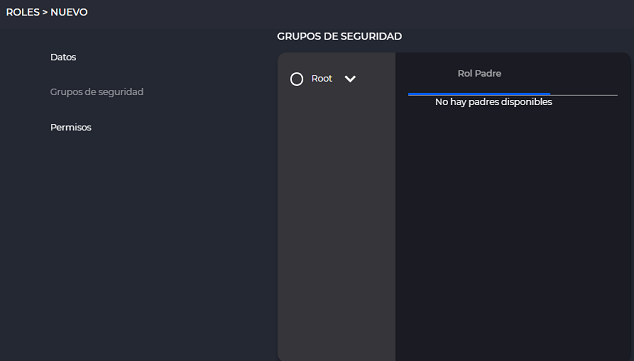 ROLES > NUEVO
GRUPOS DE SEGURIDAD
Datos
Grupos de seguridad
Permisos
Root
Rol Padre
No hay padres disponibles